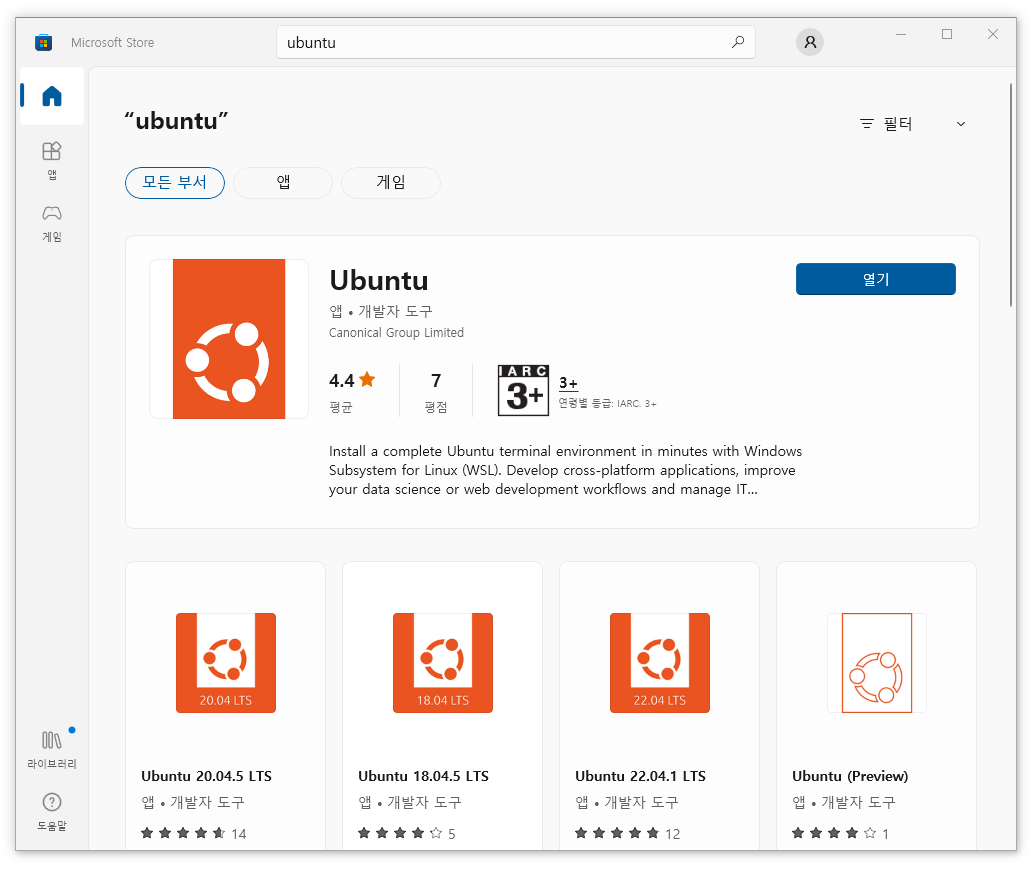 Microsoft Store
ubuntu
앱
게임
라이브러리
도움말
“ubuntu”
필터
모든 부서
앱
게임
Ubuntu
열기
앱 • 개발자 도구
Canonical Group Limited
4.4
평균
7
평점
IARC
3+
3+
연령별 등급: IARC. 3+
Install a complete Ubuntu terminal environment in minutes with Windows
Subsystem for Linux (WSL). Develop cross-platform applications, improve
your data science or web development workflows and manage IT...
20.04 LTS
Ubuntu 20.04.5 LTS
앱 • 개발자 도구
14
18.04 LTS
Ubuntu 18.04.5 LTS
앱 • 개발자 도구
5
22.04 LTS
Ubuntu 22.04.1 LTS
앱 • 개발자 도구
12
Ubuntu (Preview)
앱 • 개발자 도구
1